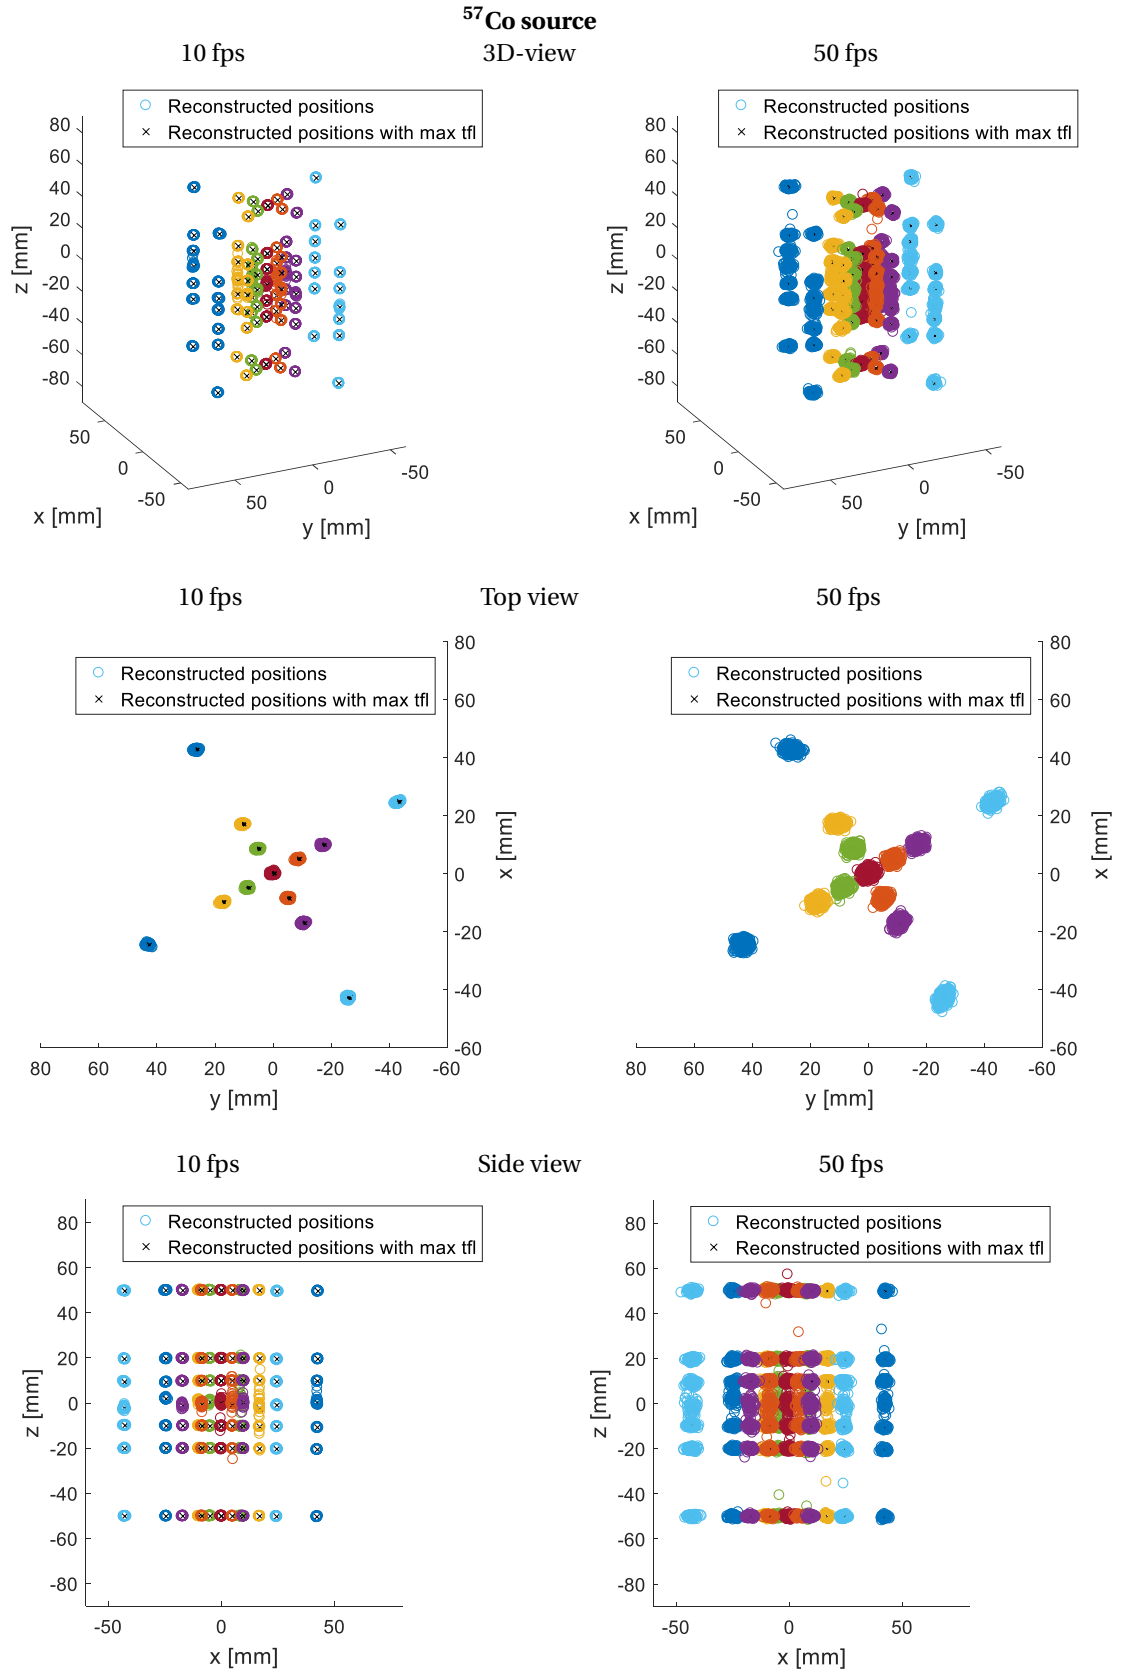 57Co source
10 fps 3D-view 50 fps
Reconstructed positions
Reconstructed positions with max tfl
80
60
40
20
0
-20
-40
-60
-80
z [mm]
50
0
-50
x [mm]
50
0
-50
y [mm]
Reconstructed positions
Reconstructed positions with max tfl
80
60
40
20
0
-20
-40
-60
-80
z [mm]
50
0
-50
x [mm]
50
0
-50
y [mm]
10 fps Top view 50 fps
Reconstructed positions
Reconstructed positions with max tfl
80
60
40
20
0
-20
-40
-60
x [mm]
80 60 40 20 0 -20 -40 -60
y [mm]
Reconstructed positions
Reconstructed positions with max tfl
80
60
40
20
0
-20
-40
-60
x [mm]
80 60 40 20 0 -20 -40 -60
y [mm]
10 fps Side view 50 fps
Reconstructed positions
Reconstructed positions with max tfl
80
60
40
20
0
-20
-40
-60
-80
z [mm]
-50 0 50
x [mm]
Reconstructed positions
Reconstructed positions with max tfl
80
60
40
20
0
-20
-40
-60
-80
z [mm]
-50 0 50
x [mm]